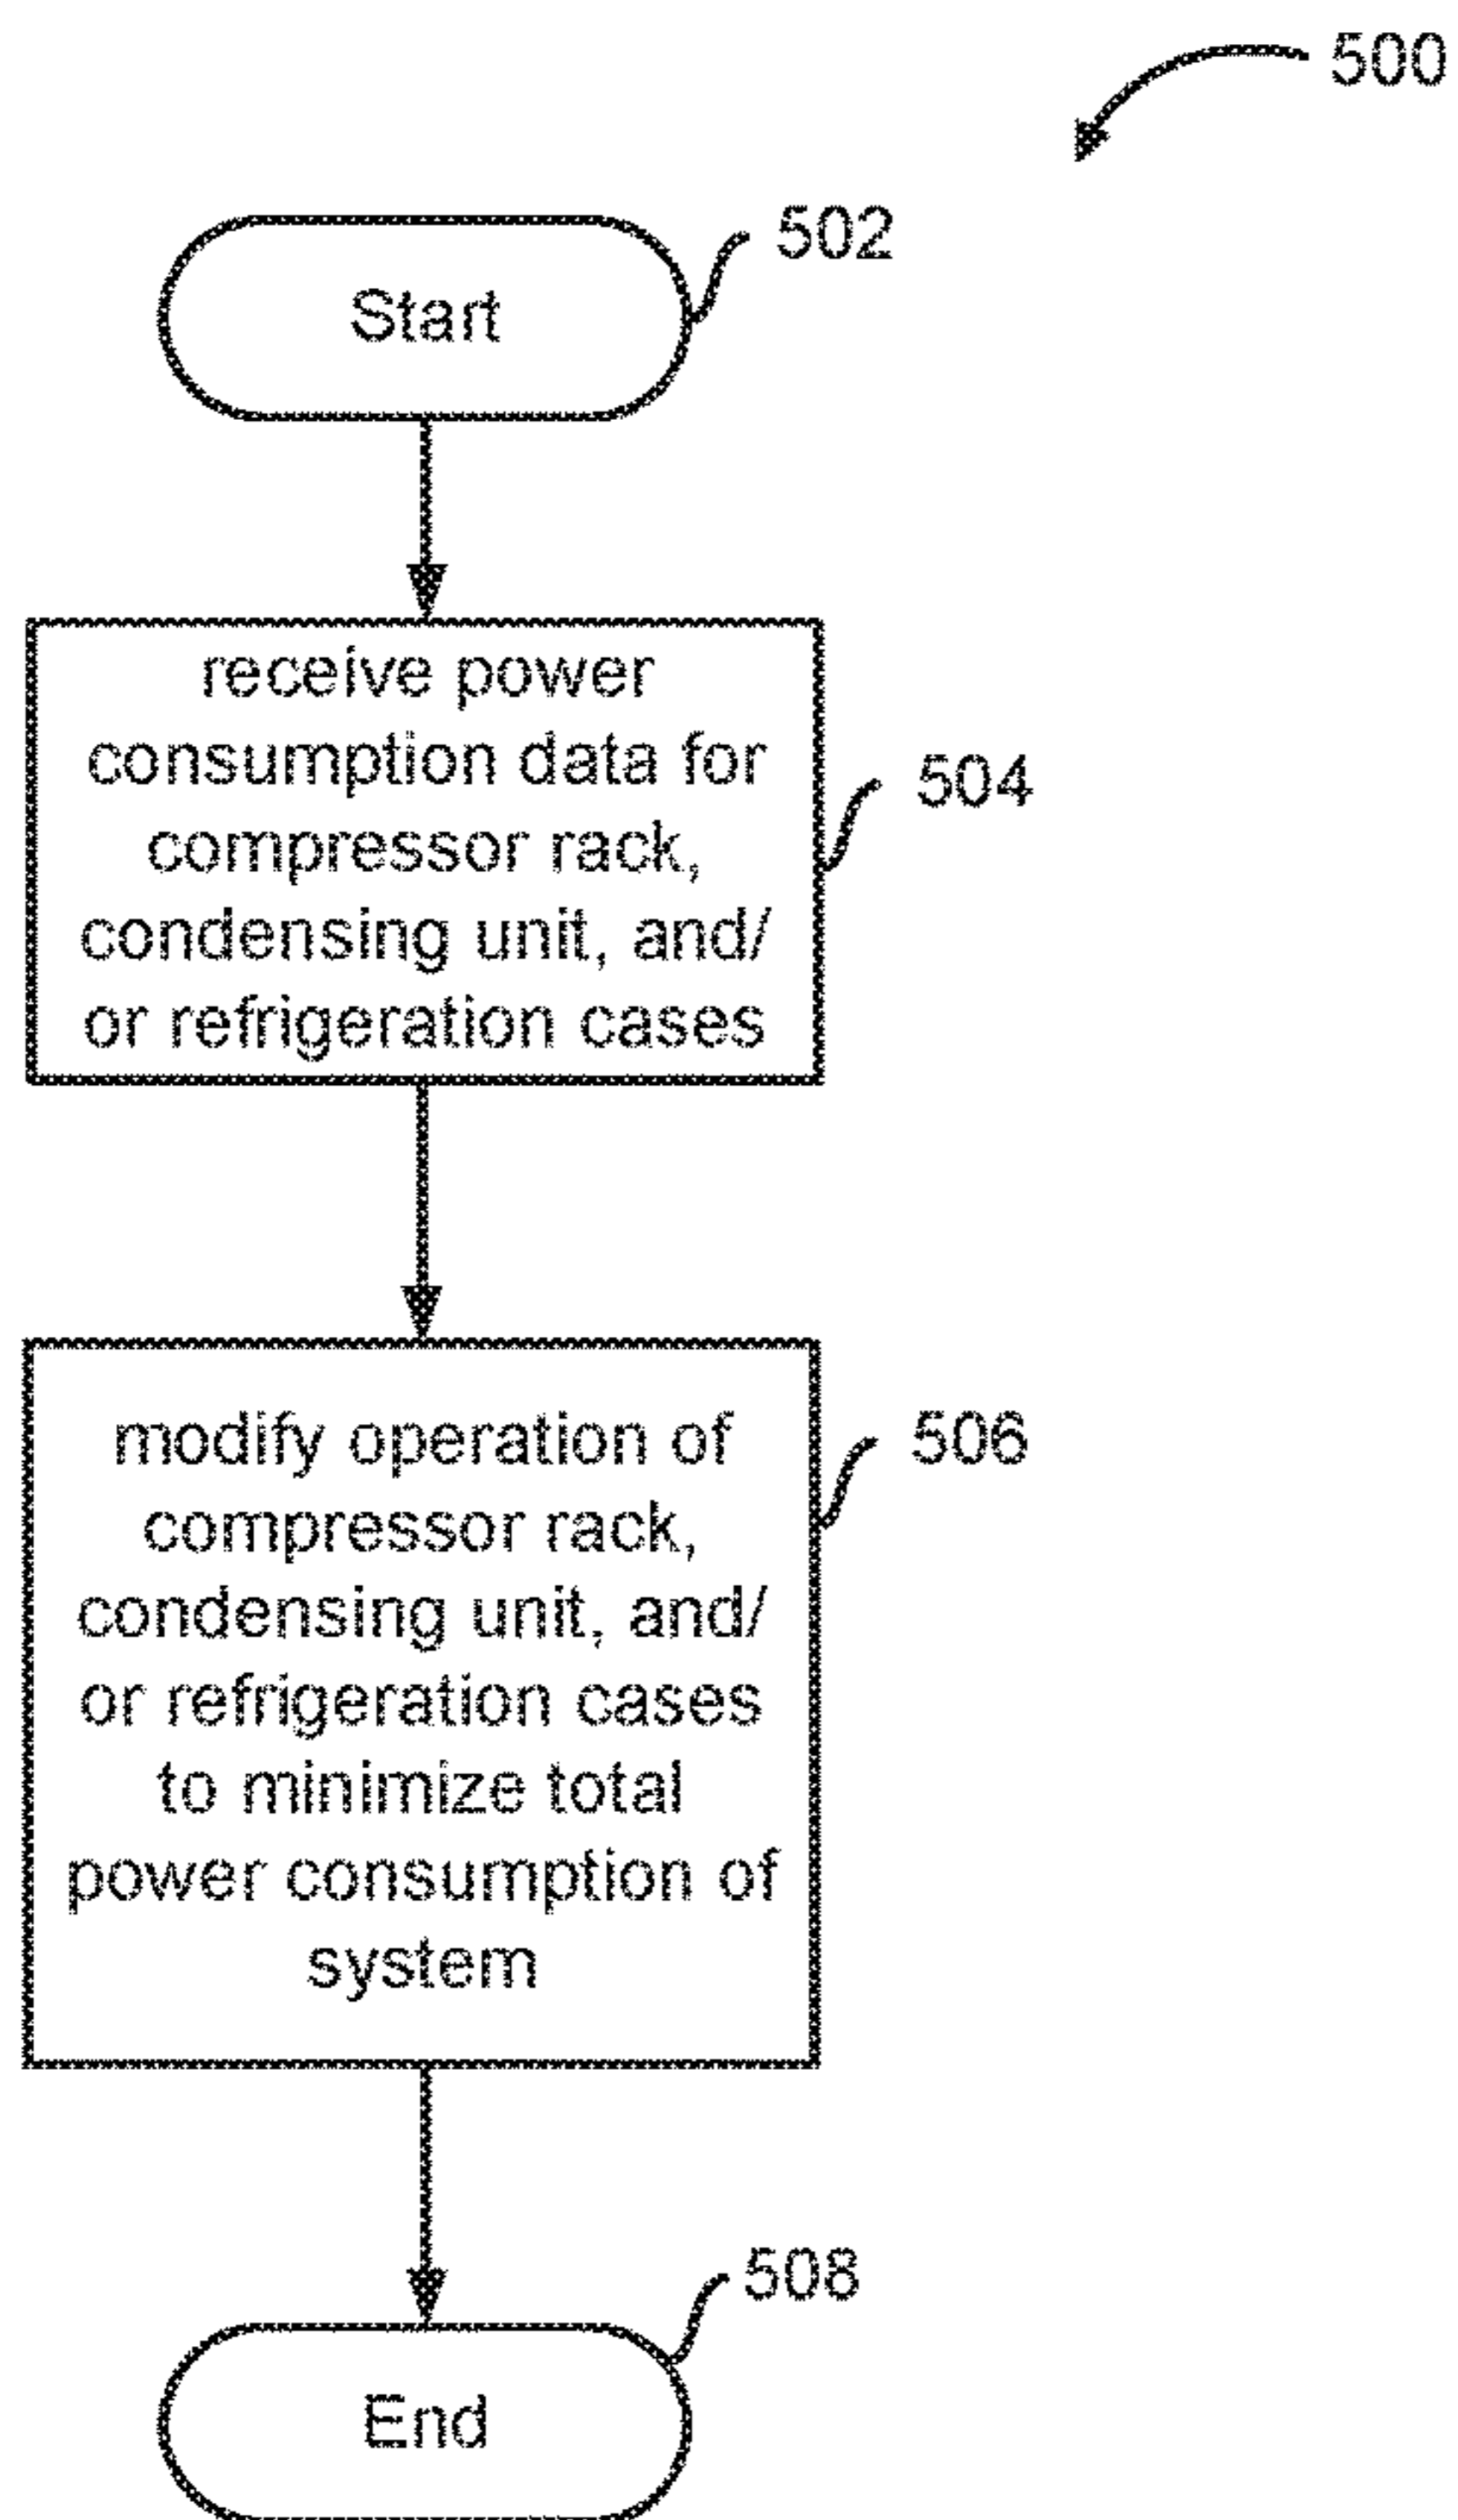 500
502
Start
receive power
consumption data for
compressor rack,
condensing unit, and/
or refrigeration cases
504
modify operation of
compressor rack,
condensing unit, and/
or refrigeration cases
to minimize total
power consumption of
system
506
508
End